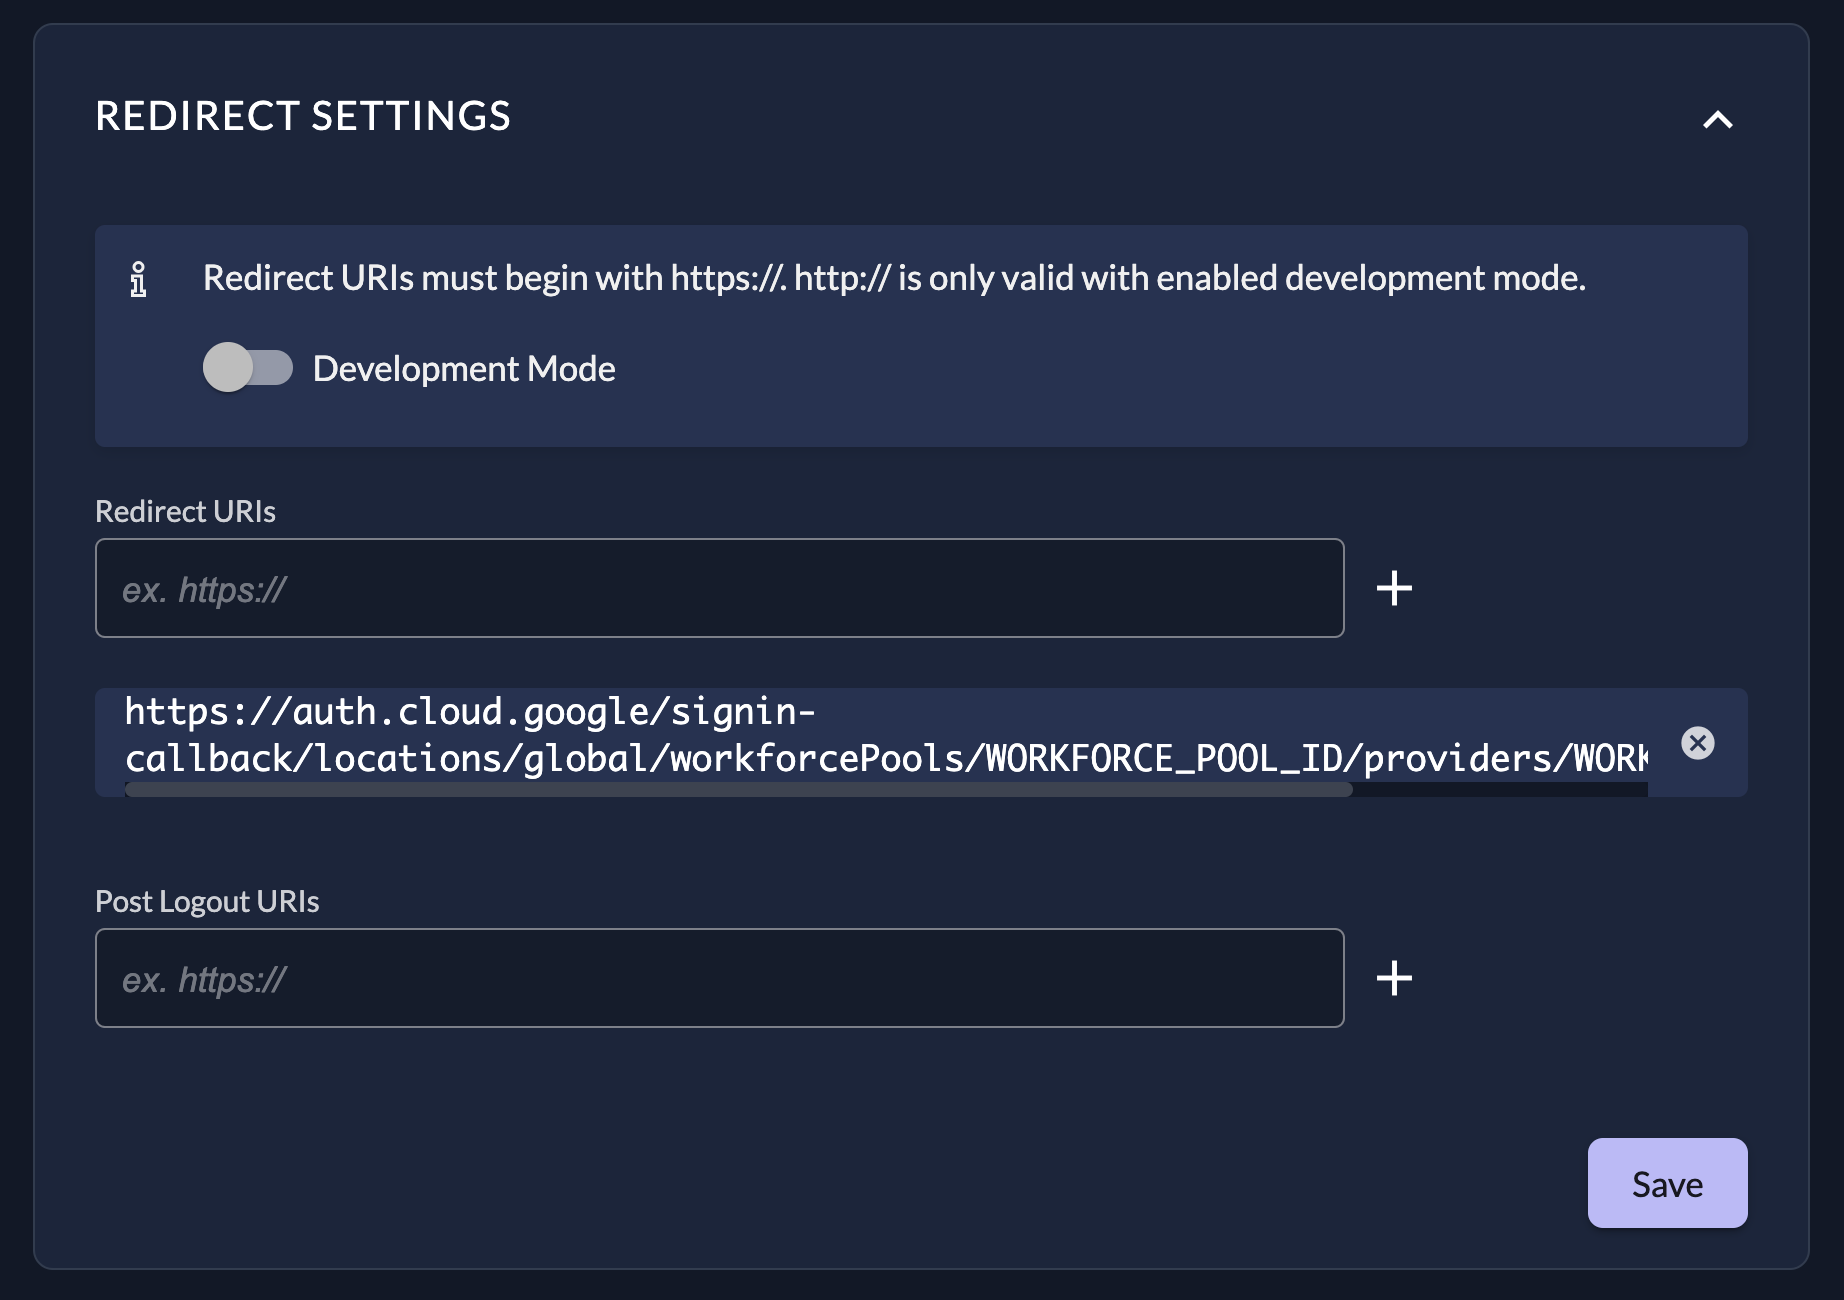 REDIRECT SETTINGS
Redirect URIs must begin with https://. http:// is only valid with enabled development mode.
Development Mode
Redirect URIs
ex. https://
https://auth.cloud.google/signin-
callback/locations/global/workforcePools/WORKFORCE_POOL_ID/providers/WORK
Post Logout URIs
ex. https://
Save